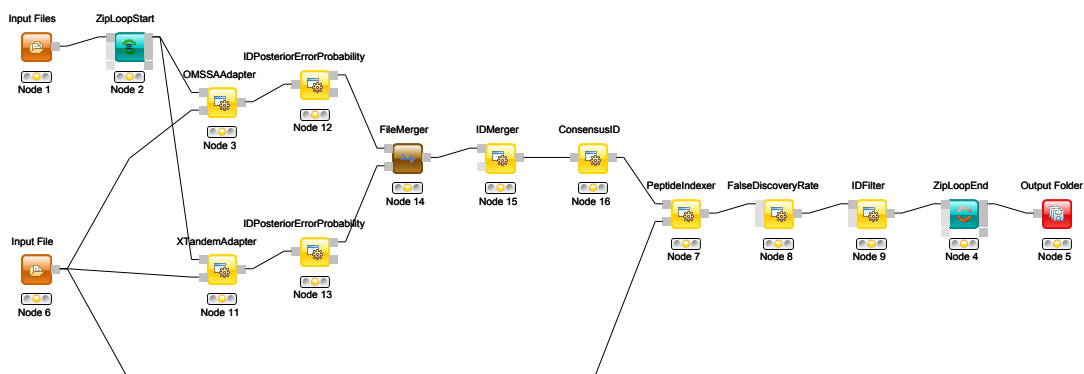 Input Files
ZipLoopStart
Node 1
Node 2
OMSSAAdapter
Node 3
IDPosteriorErrorProbability
Node 12
FileMerger
Node 14
IDMerger
Node 15
ConsensusID
Node 16
Input File
Node 6
XTandemAdapter
Node 11
IDPosteriorErrorProbability
Node 13
PeptideIndexer
Node 7
FalseDiscoveryRate
Node 8
IDFilter
Node 9
ZipLoopEnd
Node 4
Output Folder
Node 5